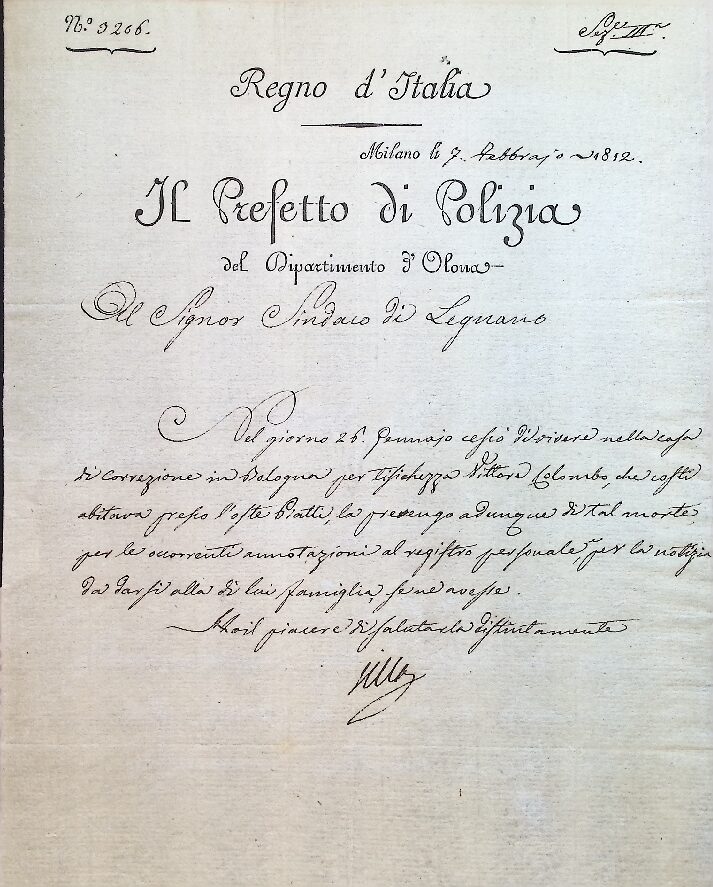 N.º 3206.
Sez.e III.a
Regno d'Italia
Milano li 7. febbrajo 1812.
Il Prefetto di Polizia
del Dipartimento d'Olona
Al Signor Sindaco di Legnano
Nel giorno 26. Gennajo cessò di vivere nella casa
di correzione in Bologna per tisichezza Vittore Colombo, che costì
abitava presso l'oste Piatti, la prevengo adunque di tal morte
per le occorrenti annotazioni al registro personale, per la notizia
da darsi alla di lui famiglia, se ne avesse.
Ho il piacere di salutarla distintamente
Villa